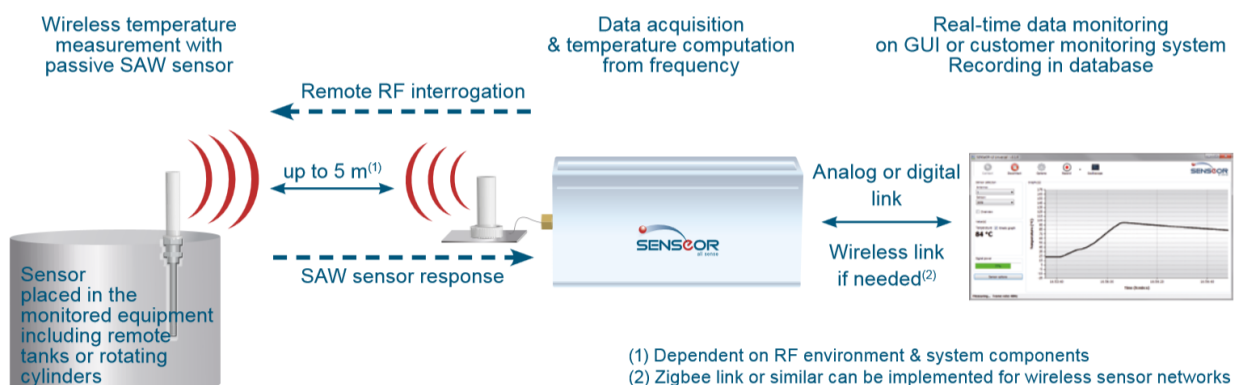 Wireless temperature
measurement with
passive SAW sensor
Data acquisition
& temperature computation
from frequency
Real-time data monitoring
on GUI or customer monitoring system
Recording in database
Remote RF interrogation
up to 5 m(1)
SAW sensor response
Sensor
placed in the
monitored equipment
including remote
tanks or rotating
cylinders
SENSeOR
all sense
Analog or digital
link
Wireless link
if needed(2)
SENSeOR
84 °C
(1) Dependent on RF environment & system components
(2) Zigbee link or similar can be implemented for wireless sensor networks